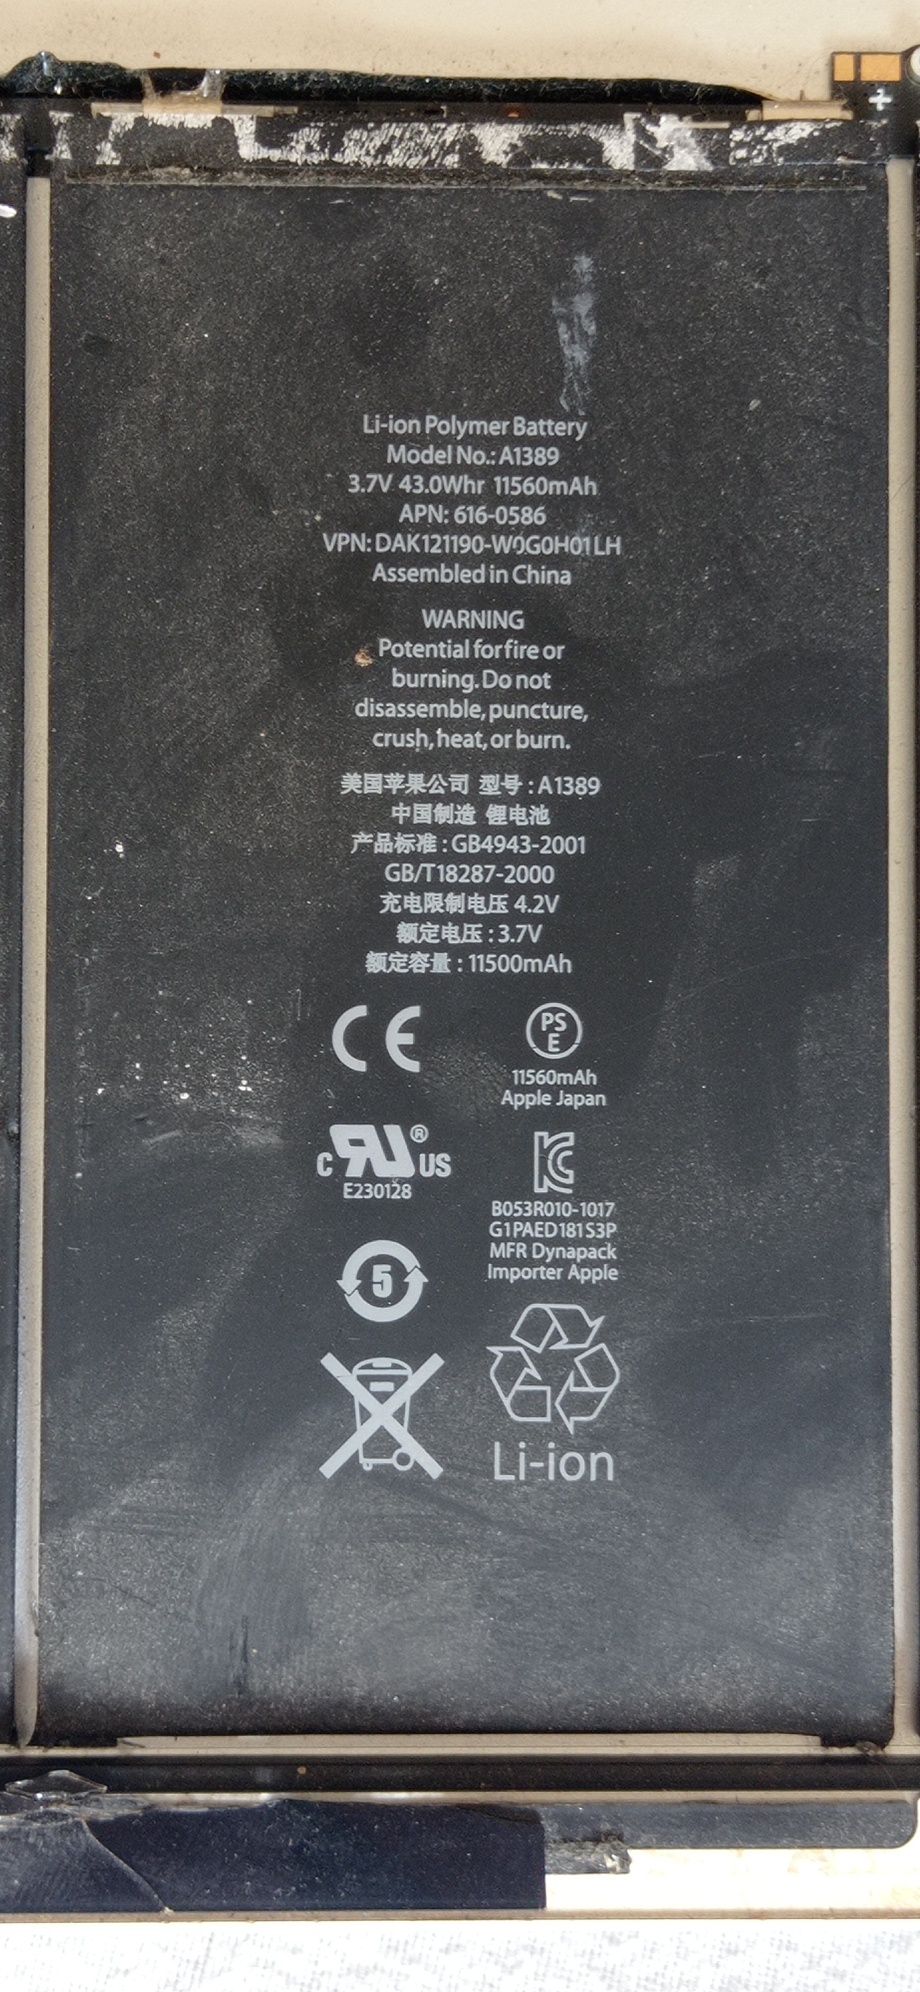 +
Li-ion Polymer Battery
Model No.: A1389
3.7V 43.0Whr 11560mAh
APN: 616-0586
VPN: DAK121190-W0G0H01LH
Assembled in China
WARNING
Potential for fire or
burning. Do not
disassemble, puncture,
crush, heat, or burn.
美国苹果公司 型号 : A1389
中国制造 锂电池
产品标准 : GB4943-2001
GB/T18287-2000
充电限制电压 4.2V
额定电压 : 3.7V
额定容量 : 11500mAh
CE
PS
E
11560mAh
Apple Japan
c RU ® US
E230128
KC
B053R010-1017
G1PAED181S3P
MFR Dynapack
Importer Apple
5
Li-ion